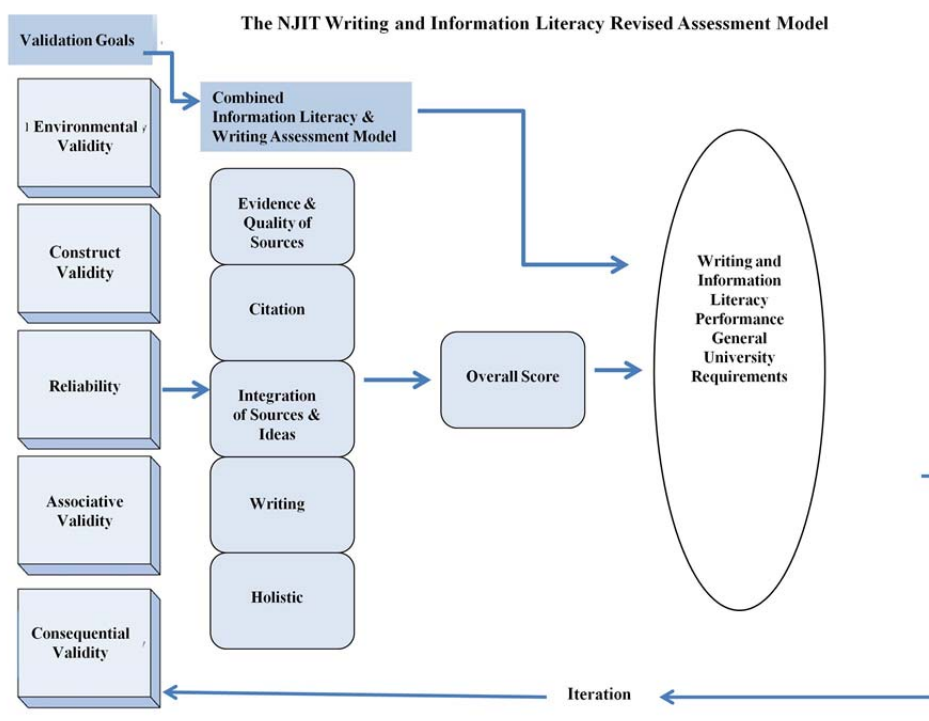 The NJIT Writing and Information Literacy Revised Assessment Model
Validation Goals
Combined
Information Literacy &
Writing Assessment Model
1 Environmental
Validity
Construct
Validity
Reliability
Associative
Validity
Consequential
Validity
Evidence &
Quality of
Sources
Citation
Integration
of Sources &
Ideas
Writing
Holistic
Overall Score
Writing and
Information
Literacy
Performance
General
University
Requirements
Iteration